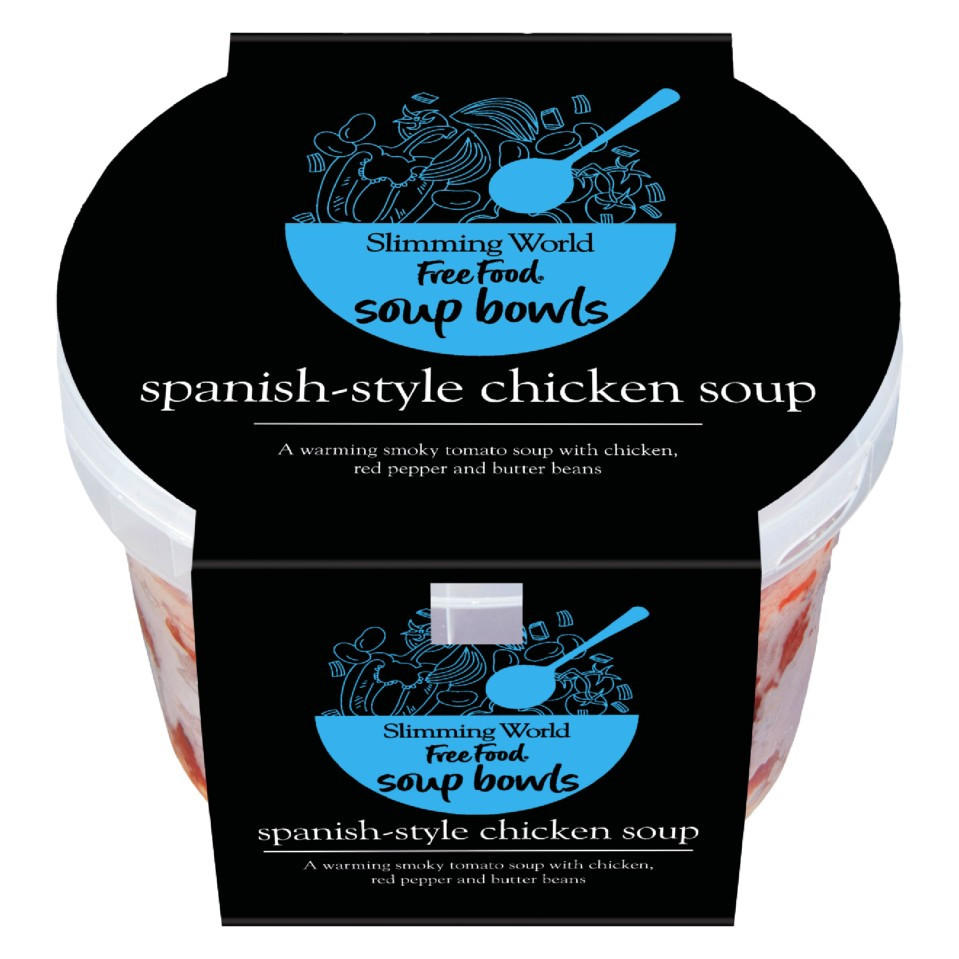 Slimming World
Free Food®
soup bowls
spanish-style chicken soup
A warming smoky tomato soup with chicken,
red pepper and butter beans
Slimming World
Free Food®
soup bowls
spanish-style chicken soup
A warming smoky tomato soup with chicken,
red pepper and butter beans